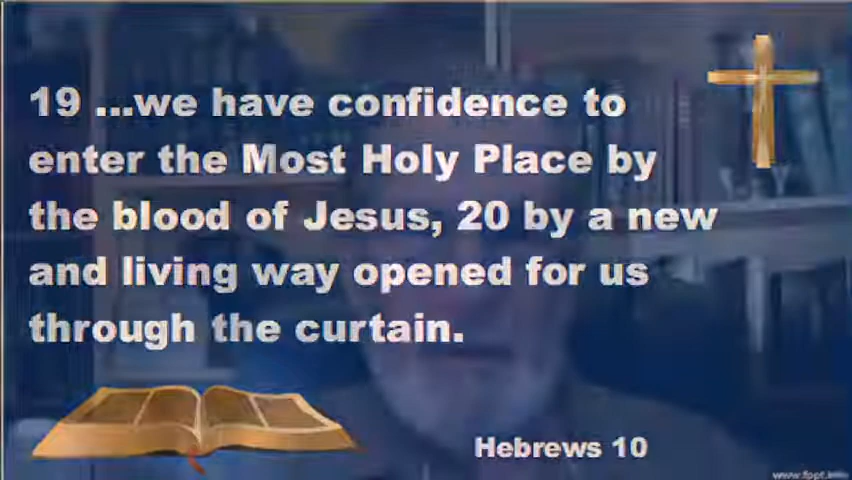 19 ...we have confidence to
enter the Most Holy Place by
the blood of Jesus, 20 by a new
and living way opened for us
through the curtain.
Hebrews 10